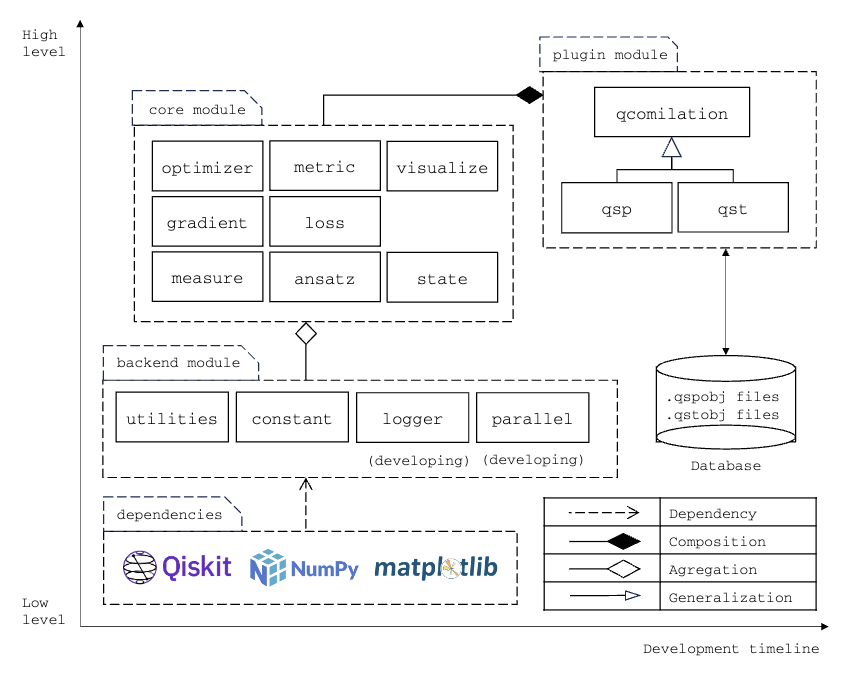 High
level
plugin module
qcomilation
qsp
qst
core module
optimizer
metric
visualize
gradient
loss
measure
ansatz
state
backend module
utilities
constant
logger
parallel
(developing)
(developing)
.qspobj files
.qstobj files
Database
dependencies
Qiskit
NumPy
matplotlib
Dependency
Composition
Agregation
Generalization
Low
level
Development timeline